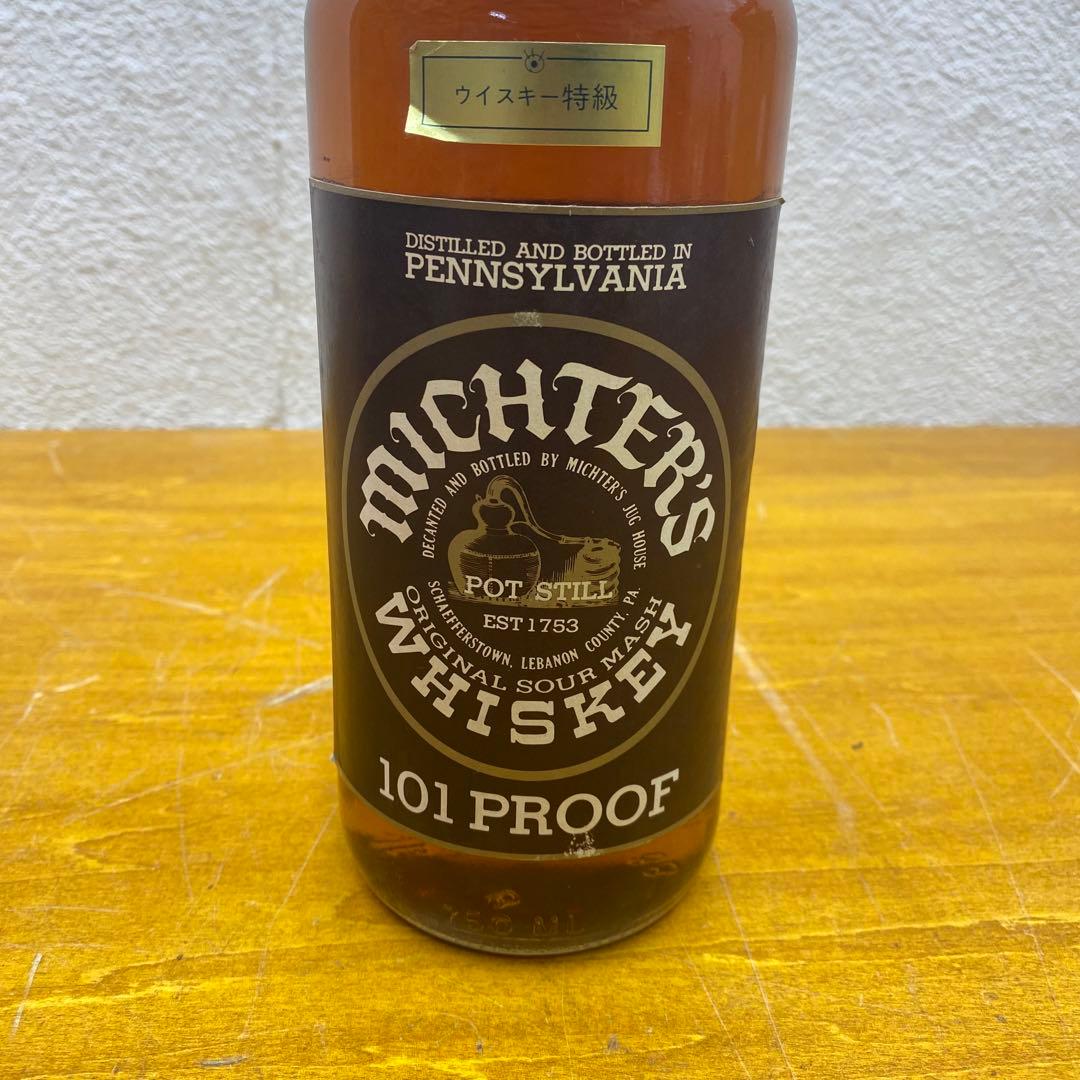 ウイスキー特級
DISTILLED AND BOTTLED IN
PENNSYLVANIA
MICHTER'S
DECANTED AND BOTTLED BY MICHTER'S JUG HOUSE
POT STILL
EST 1753
SCHAEFFERSTOWN, LEBANON COUNTY, PA.
ORIGINAL SOUR MASH
WHISKEY
101 PROOF
ML